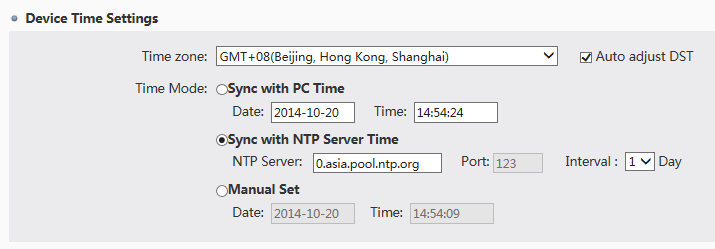 Device Time Settings
Time zone: GMT+08(Beijing, Hong Kong, Shanghai) Auto adjust DST
Time Mode: Sync with PC Time
Date: 2014-10-20 Time: 14:54:24
Sync with NTP Server Time
NTP Server: 0.asia.pool.ntp.org Port: 123 Interval : 1 Day
Manual Set
Date: 2014-10-20 Time: 14:54:09